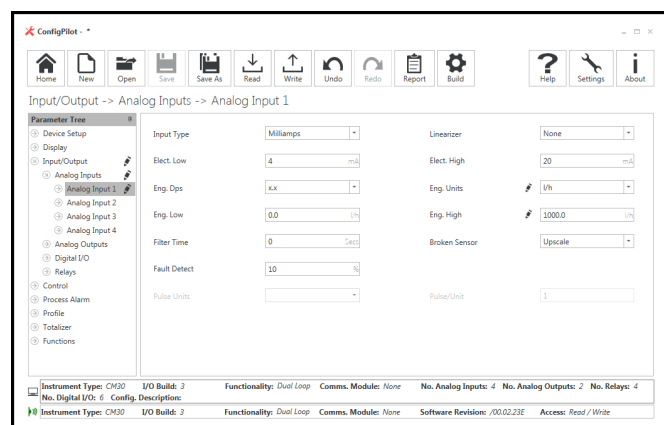 ConfigPilot - *
Home New Open Save Save As Read Write Undo Redo Report Build Help Settings About
Input/Output -> Analog Inputs -> Analog Input 1
Parameter Tree
Device Setup
Display
Input/Output
Analog Inputs
Analog Input 1
Analog Input 2
Analog Input 3
Analog Input 4
Analog Outputs
Digital I/O
Relays
Control
Process Alarm
Profile
Totalizer
Functions
Input Type Milliamps Linearizer None
Elect. Low 4 mA Elect. High 20 mA
Eng. Dps x.x Eng. Units l/h
Eng. Low 0.0 l/h Eng. High 1000.0 l/h
Filter Time 0 Secs Broken Sensor Upscale
Fault Detect 10 %
Pulse Units Pulse/Unit 1
Instrument Type: CM30 I/O Build: 3 Functionality: Dual Loop Comms. Module: None No. Analog Inputs: 4 No. Analog Outputs: 2 No. Relays: 4
No. Digital I/O: 6 Config. Description:
Instrument Type: CM30 I/O Build: 3 Functionality: Dual Loop Comms. Module: None Software Revision: /00.02.23E Access: Read / Write